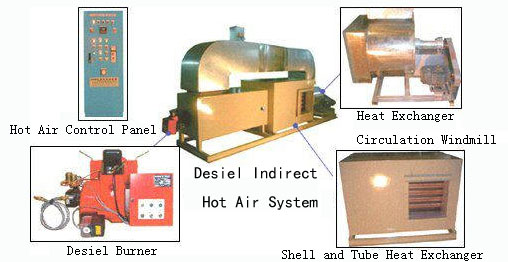 Hot Air Control Panel
Heat Exchanger
Circulation Windmill
Desiel Indirect
Hot Air System
Desiel Burner
Shell and Tube Heat Exchanger